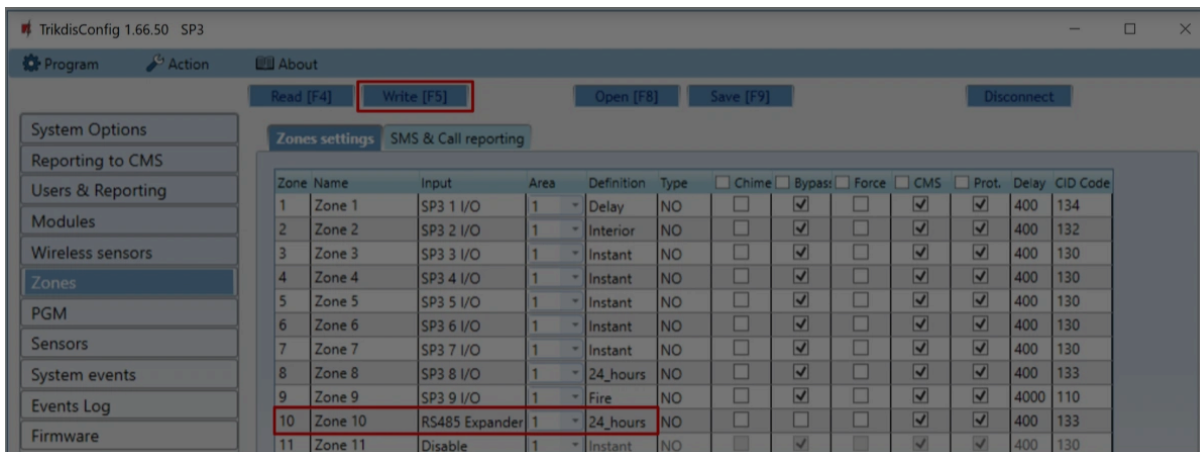 TrikdisConfig 1.66.50 SP3
Program Action About
Read [F4] Write [F5] Open [F8] Save [F9] Disconnect
System Options
Reporting to CMS
Users & Reporting
Modules
Wireless sensors
Zones
PGM
Sensors
System events
Events Log
Firmware
Zones settings SMS & Call reporting
Zone Name Input Area Definition Type Chime Bypass Force CMS Prot. Delay CID Code
1 Zone 1 SP3 1 I/O 1 Delay NO 400 134
2 Zone 2 SP3 2 I/O 1 Interior NO 400 132
3 Zone 3 SP3 3 I/O 1 Instant NO 400 130
4 Zone 4 SP3 4 I/O 1 Instant NO 400 130
5 Zone 5 SP3 5 I/O 1 Instant NO 400 130
6 Zone 6 SP3 6 I/O 1 Instant NO 400 130
7 Zone 7 SP3 7 I/O 1 Instant NO 400 130
8 Zone 8 SP3 8 I/O 1 24_hours NO 400 133
9 Zone 9 SP3 9 I/O 1 Fire NO 4000 110
10 Zone 10 RS485 Expander 1 24_hours NO 400 133
11 Zone 11 Disable 1 Instant NO 400 130